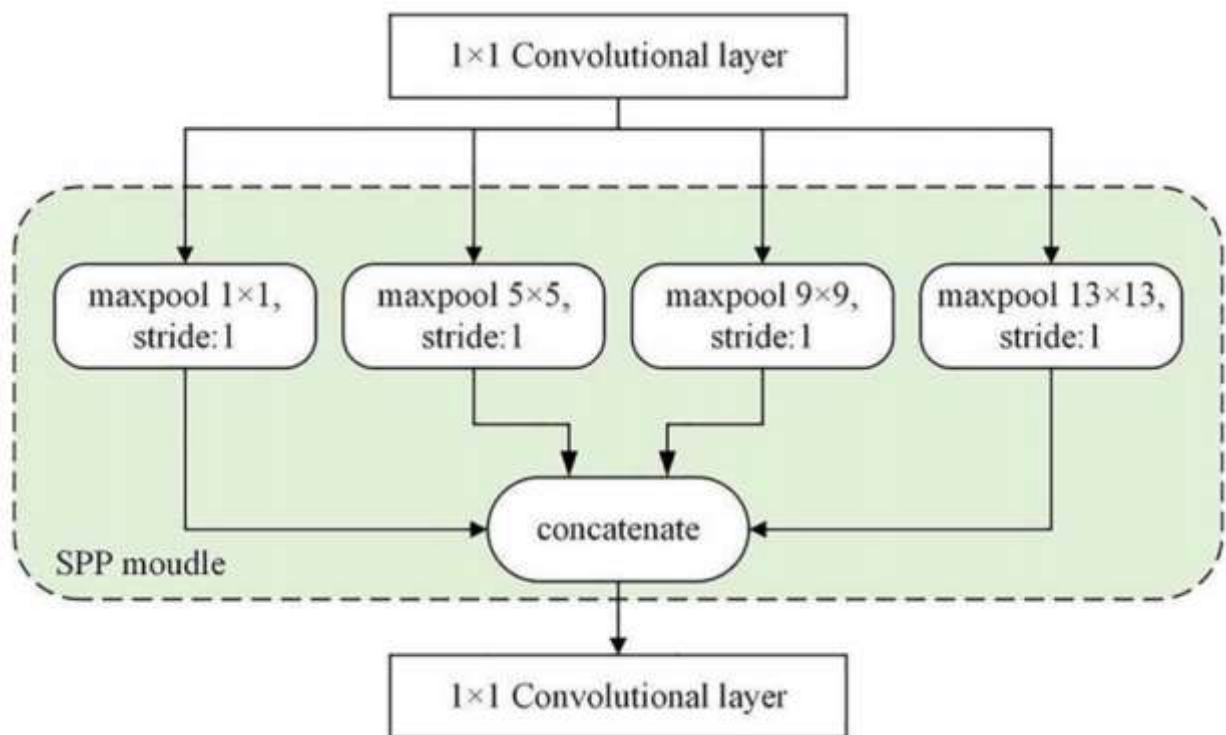 1×1 Convolutional layer
maxpool 1×1,
stride:1
maxpool 5×5,
stride:1
maxpool 9×9,
stride:1
maxpool 13×13,
stride:1
concatenate
SPP moudle
1×1 Convolutional layer